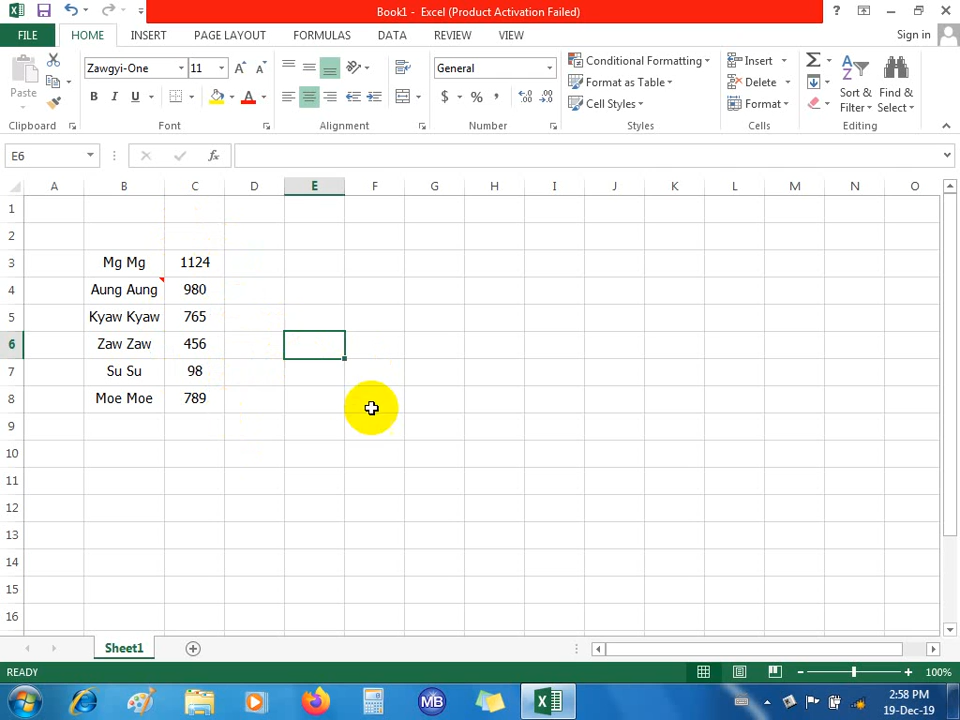 Book1 - Excel (Product Activation Failed)
FILE HOME INSERT PAGE LAYOUT FORMULAS DATA REVIEW VIEW Sign in
Paste
Zawgyi-One 11
B I U A
General
$ % ,
Conditional Formatting
Format as Table
Cell Styles
Insert
Delete
Format
Sort & Filter
Find & Select
Clipboard Font Alignment Number Styles Cells Editing
E6 fx
A B C D E F G H I J K L M N O
1
2
3 Mg Mg 1124
4 Aung Aung 980
5 Kyaw Kyaw 765
6 Zaw Zaw 456
7 Su Su 98
8 Moe Moe 789
9
10
11
12
13
14
15
16
Sheet1
READY 100%
MB
2:58 PM
19-Dec-19